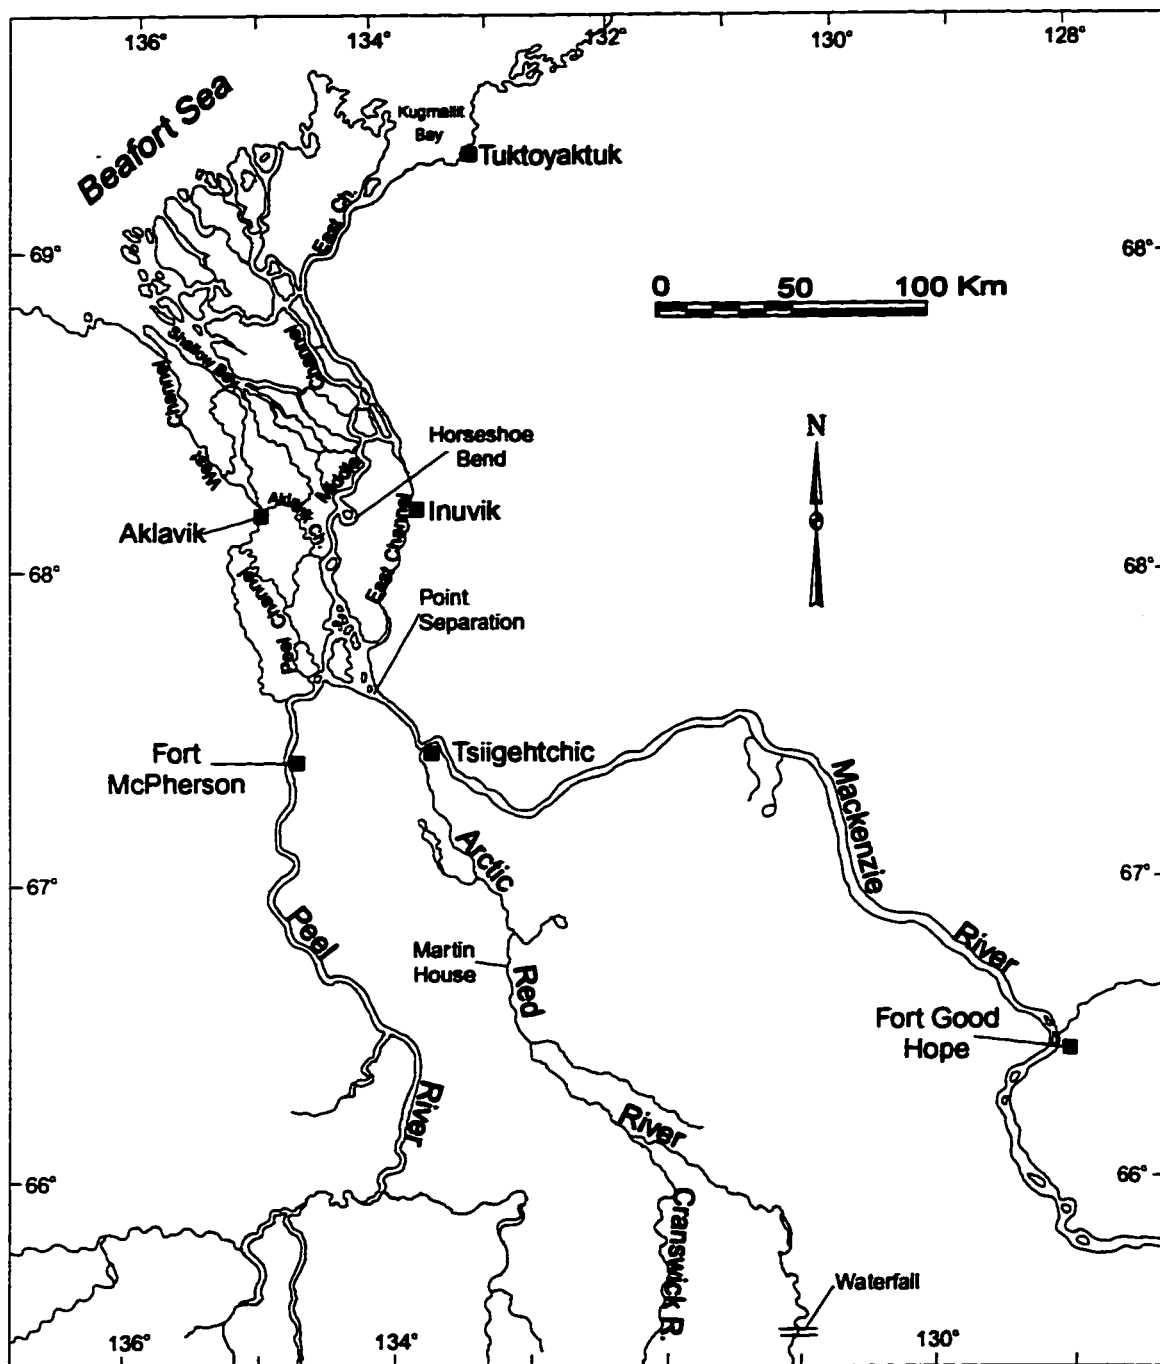 136°
134°
132°
130°
128°
Beafort Sea
Kugmallit
Bay
Tuktoyaktuk
East Ch.
69°
68°
0 50 100 Km
Shallow Bay
Channel
Channel
West
N
Horseshoe
Bend
Middle
Aklavik Ch.
Inuvik
Aklavik
East Channel
68°
68°
Point
Separation
Peel Channel
Tsiigehtchic
Fort
McPherson
Mackenzie
River
Arctic
Red
River
67°
67°
Peel
River
Martin
House
Fort Good
Hope
66°
66°
Cranswick R.
Waterfall
136°
134°
130°